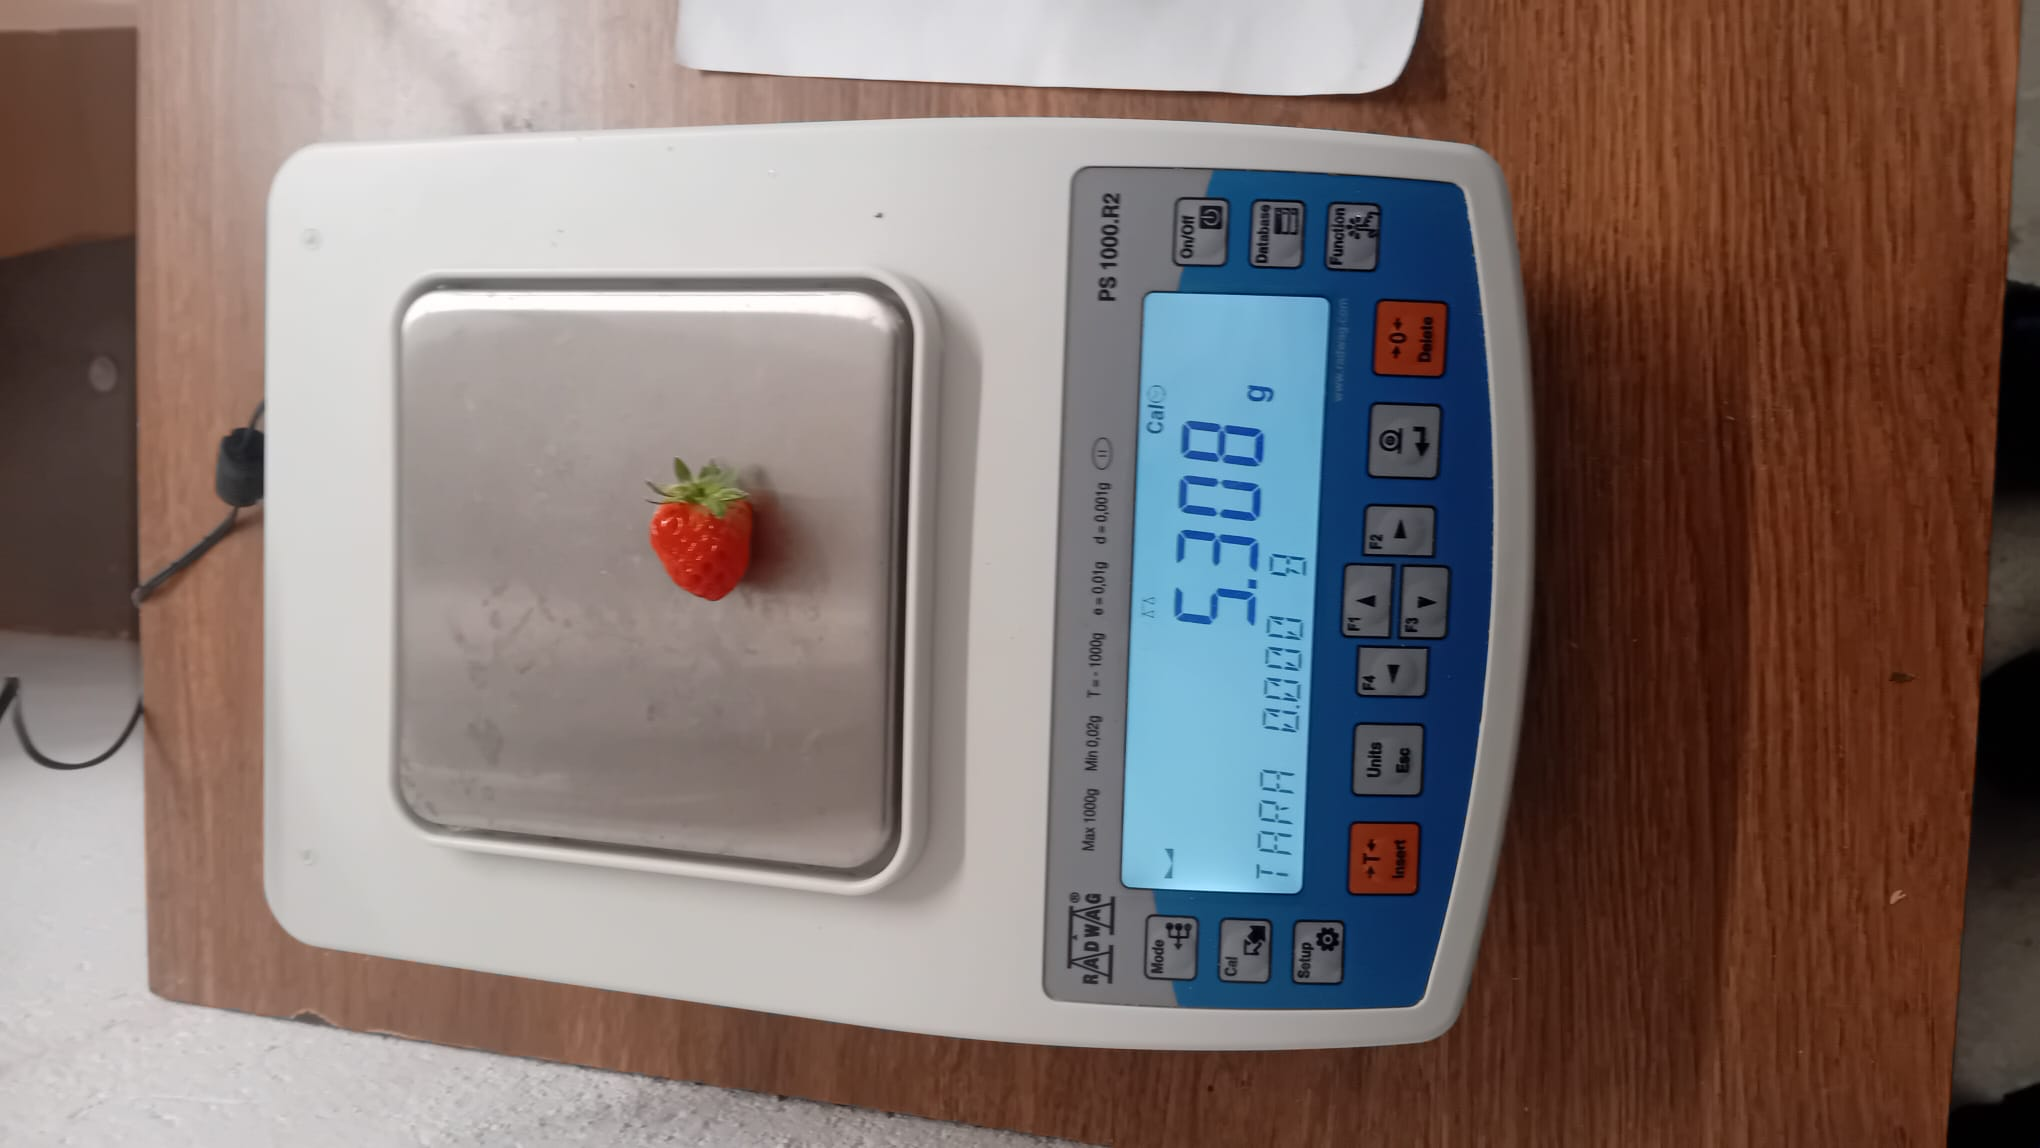 RADWAG®
PS 1000.R2
Max 1000g Min 0,02g T = - 1000g e = 0,01g d = 0,001g II
Cal
5.308 g
TARA 0.000 g
www.radwag.com
Mode
Cal
Setup
On/Off
Database
Function
→T← Insert
Units Esc
F4
F1
F3
F2
→0← Delete